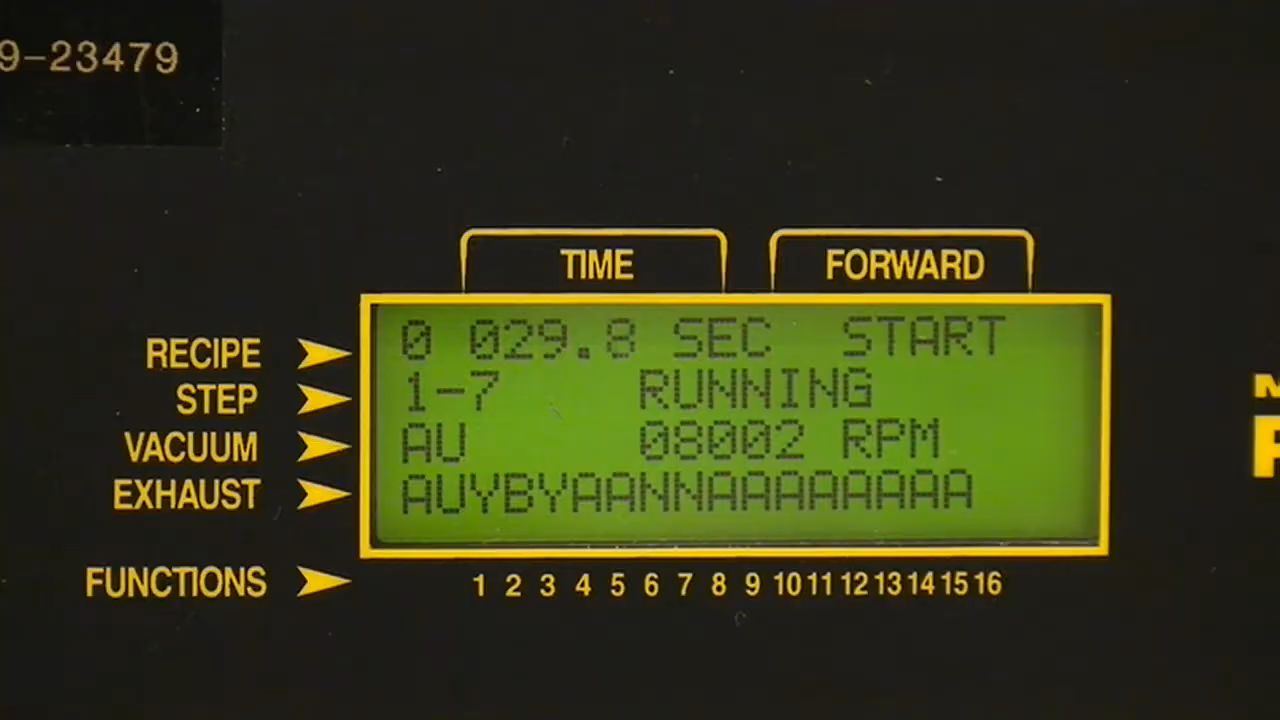 9-23479
TIME FORWARD
RECIPE 0 029.8 SEC START
STEP 1-7 RUNNING
VACUUM AU 08002 RPM
EXHAUST AUYBYAANNAAAAAAAA
FUNCTIONS 1 2 3 4 5 6 7 8 9 10 11 12 13 14 15 16